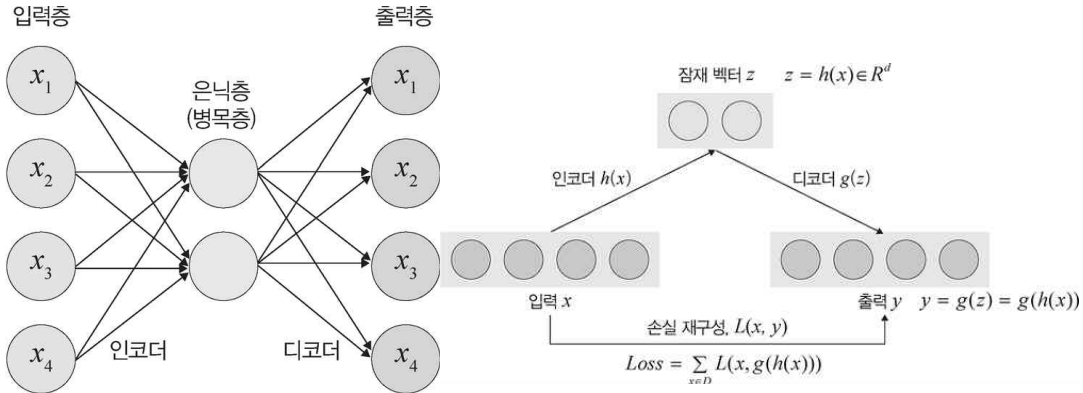 입력층
출력층
x₁
x₂
x₃
x₄
은닉층
(병목층)
x₁
x₂
x₃
x₄
인코더
디코더
잠재 벡터 z z = h(x)∈R^d
인코더 h(x)
디코더 g(z)
입력 x
출력 y y = g(z) = g(h(x))
손실 재구성, L(x, y)
Loss = ∑ L(x, g(h(x)))
x∈D